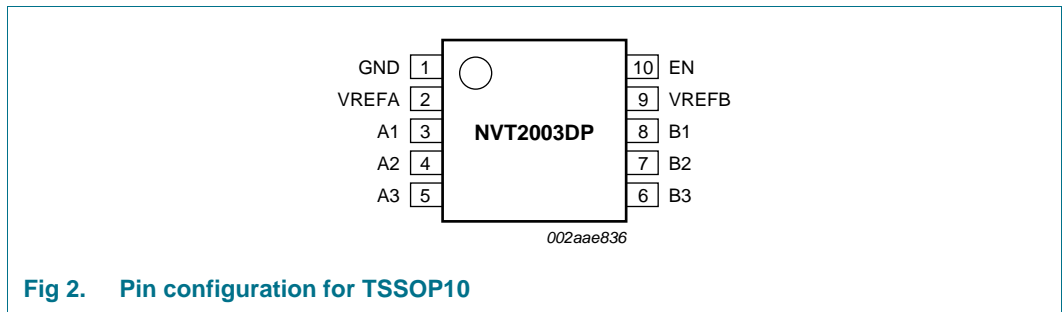 GND 1 10 EN
VREFA 2 9 VREFB
A1 3 NVT2003DP 8 B1
A2 4 7 B2
A3 5 6 B3
002aae836
Fig 2. Pin configuration for TSSOP10